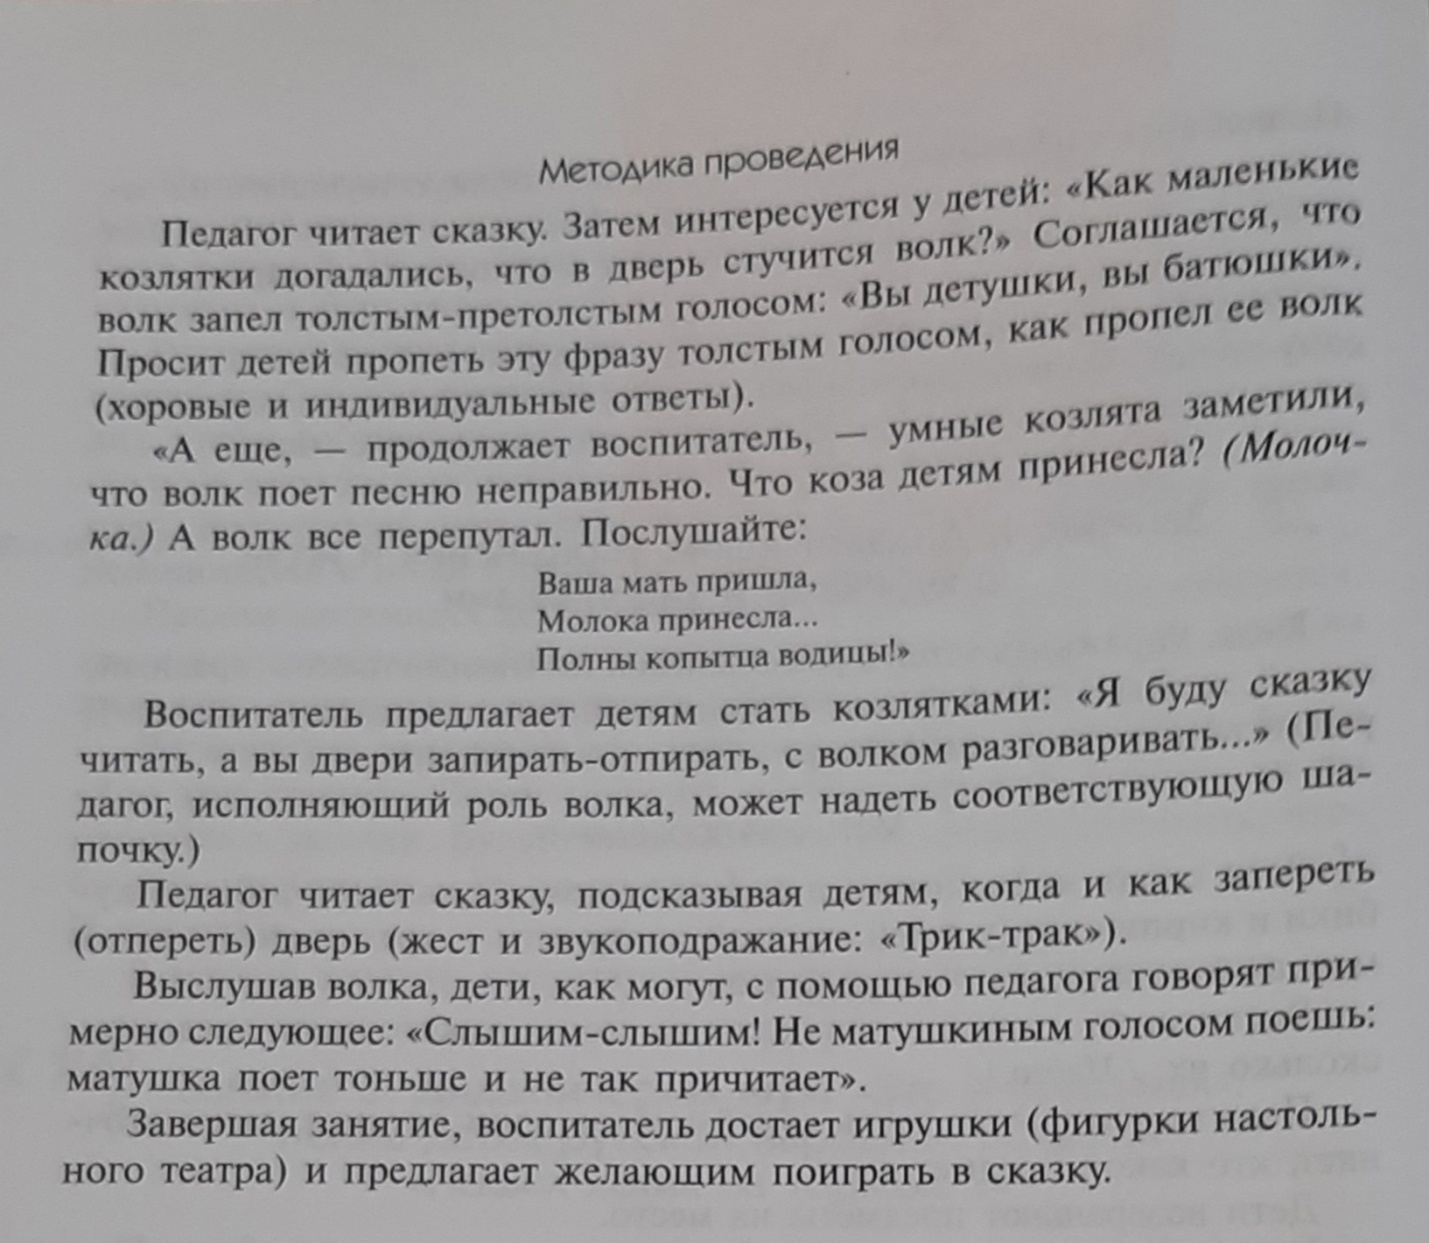 Методика проведения
Педагог читает сказку. Затем интересуется у детей: «Как маленькие
козлятки догадались, что в дверь стучится волк?» Соглашается, что
волк запел толстым-претолстым голосом: «Вы детушки, вы батюшки».
Просит детей пропеть эту фразу толстым голосом, как пропел ее волк
(хоровые и индивидуальные ответы).
«А еще, — продолжает воспитатель, — умные козлята заметили,
что волк поет песню неправильно. Что коза детям принесла? (Молоч-
ка.) А волк все перепутал. Послушайте:
Ваша мать пришла,
Молока принесла...
Полны копытца водицы!»
Воспитатель предлагает детям стать козлятками: «Я буду сказку
читать, а вы двери запирать-отпирать, с волком разговаривать...» (Пе-
дагог, исполняющий роль волка, может надеть соответствующую ша-
почку.)
Педагог читает сказку, подсказывая детям, когда и как запереть
(отпереть) дверь (жест и звукоподражание: «Трик-трак»).
Выслушав волка, дети, как могут, с помощью педагога говорят при-
мерно следующее: «Слышим-слышим! Не матушкиным голосом поешь:
матушка поет тоньше и не так причитает».
Завершая занятие, воспитатель достает игрушки (фигурки настоль-
ного театра) и предлагает желающим поиграть в сказку.